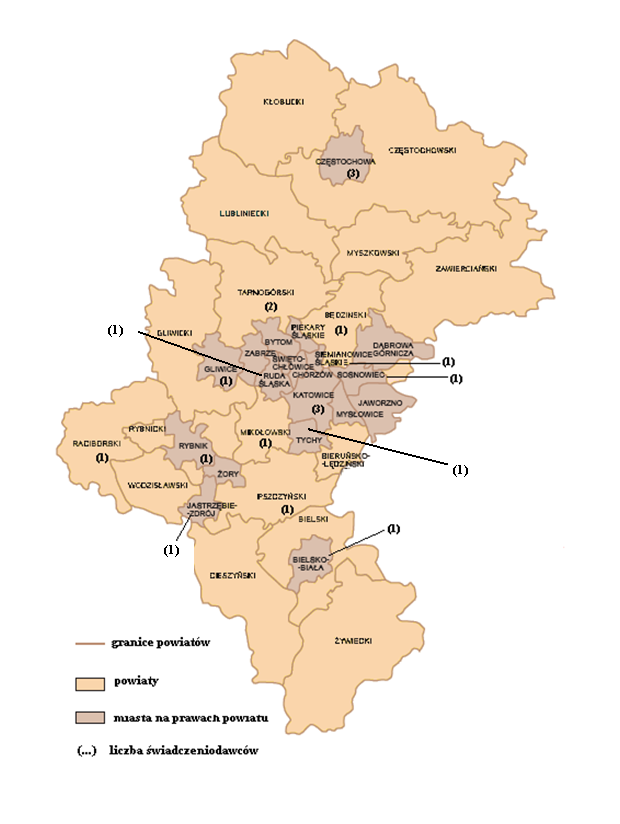 KŁOBUCKI
CZĘSTOCHOWA
(3)
CZĘSTOCHOWSKI
LUBLINIECKI
MYSZKOWSKI
ZAWIERCIAŃSKI
TARNOGÓRSKI
(2)
BĘDZIŃSKI
(1)
(1)
GLIWICKI
PIEKARY
ŚLĄSKIE
BYTOM
DĄBROWA
GÓRNICZA
ZABRZE
ŚWIĘTO-
CHŁÓWICE
SIEMIANOWICE
ŚLĄSKIE
(1)
GLIWICE
(1)
RUDA
ŚLĄSKA
CHORZÓW
SOSNOWIEC
(1)
KATOWICE
(3)
JAWORZNO
MYSŁOWICE
RYBNICKI
MIKOŁOWSKI
(1)
TYCHY
RACIBORSKI
(1)
RYBNIK
(1)
BIERUŃSKO-
-LĘDZIŃSKI
(1)
ŻORY
WODZISŁAWSKI
PSZCZYŃSKI
(1)
JASTRZĘBIE-
-ZDRÓJ
(1)
BIELSKI
(1)
BIELSKO-
-BIAŁA
CIESZYŃSKI
ŻYWIECKI
granice powiatów
powiaty
miasta na prawach powiatu
(...) liczba świadczeniodawców